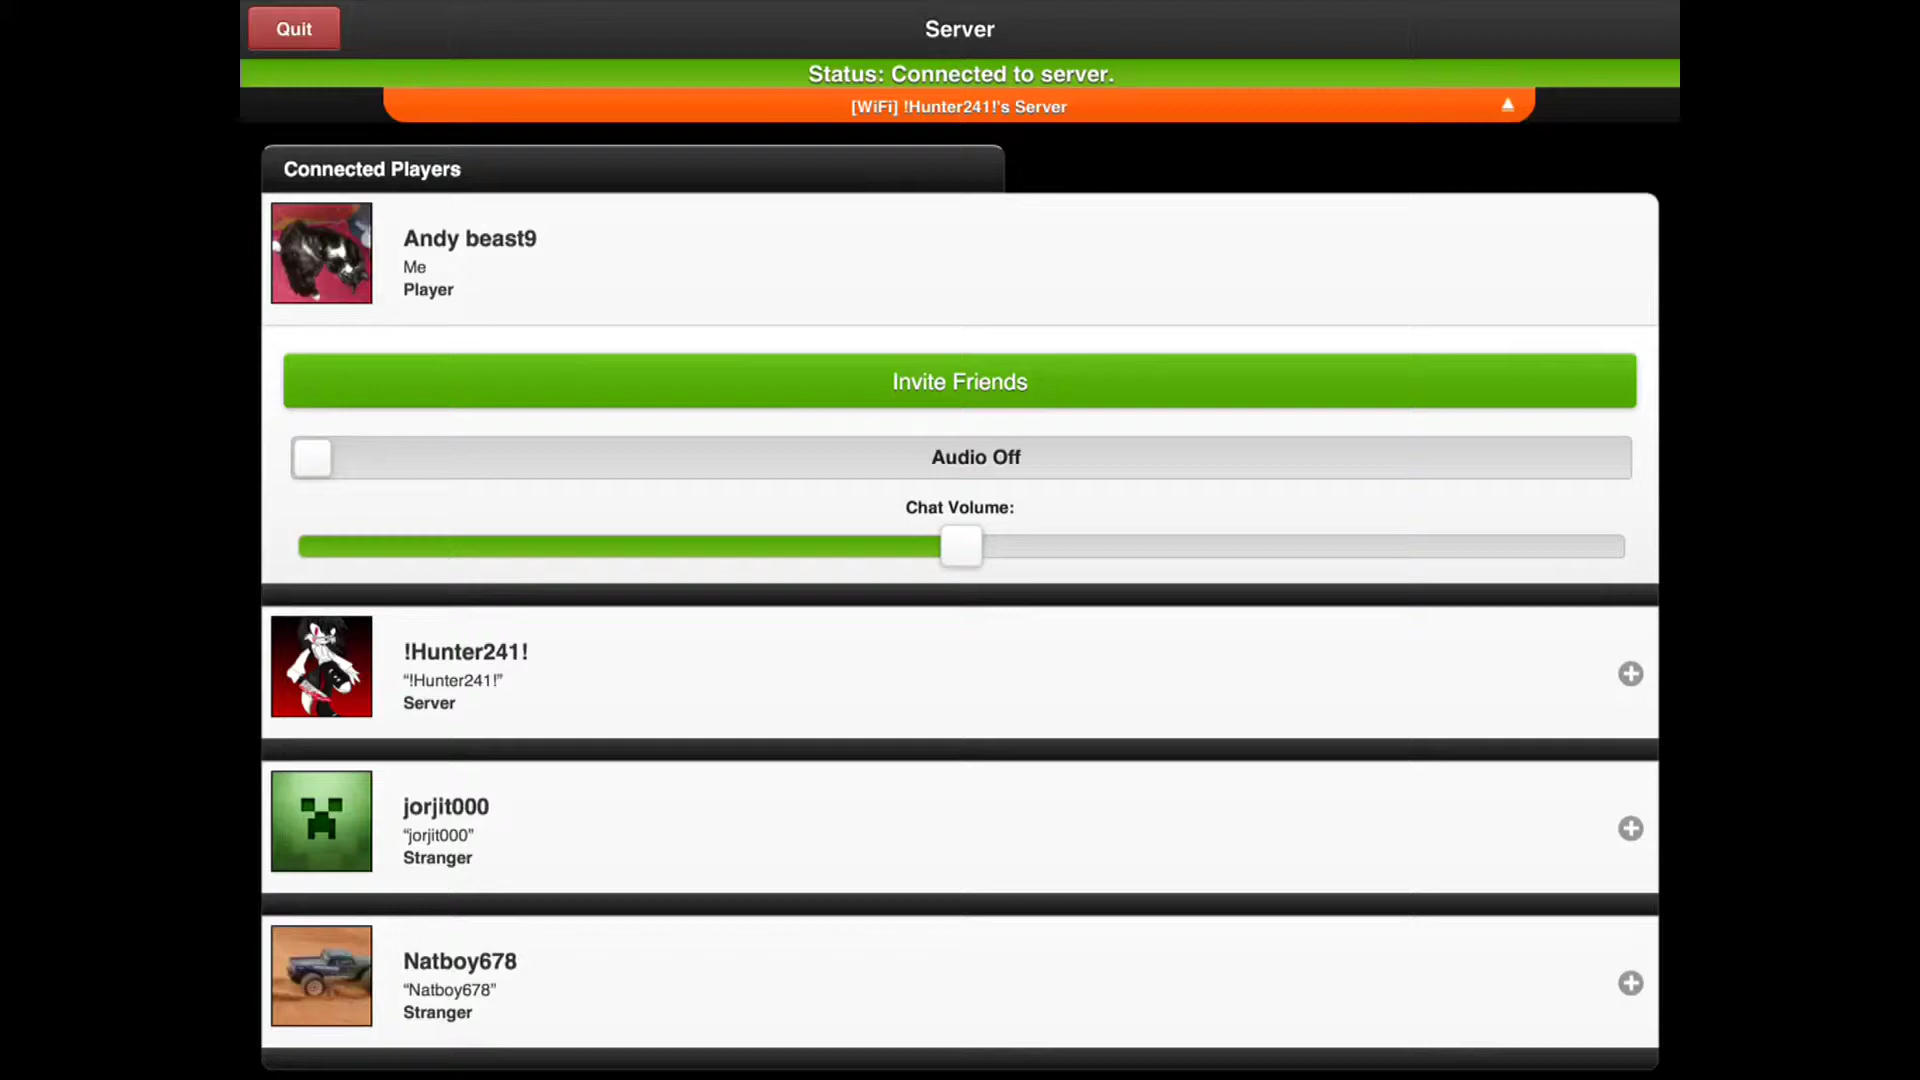 Quit
Server
Status: Connected to server.
[WiFi] !Hunter241!'s Server
Connected Players
Andy beast9
Me
Player
Invite Friends
Audio Off
Chat Volume:
!Hunter241!
“!Hunter241!”
Server
jorjit000
“jorjit000”
Stranger
Natboy678
“Natboy678”
Stranger